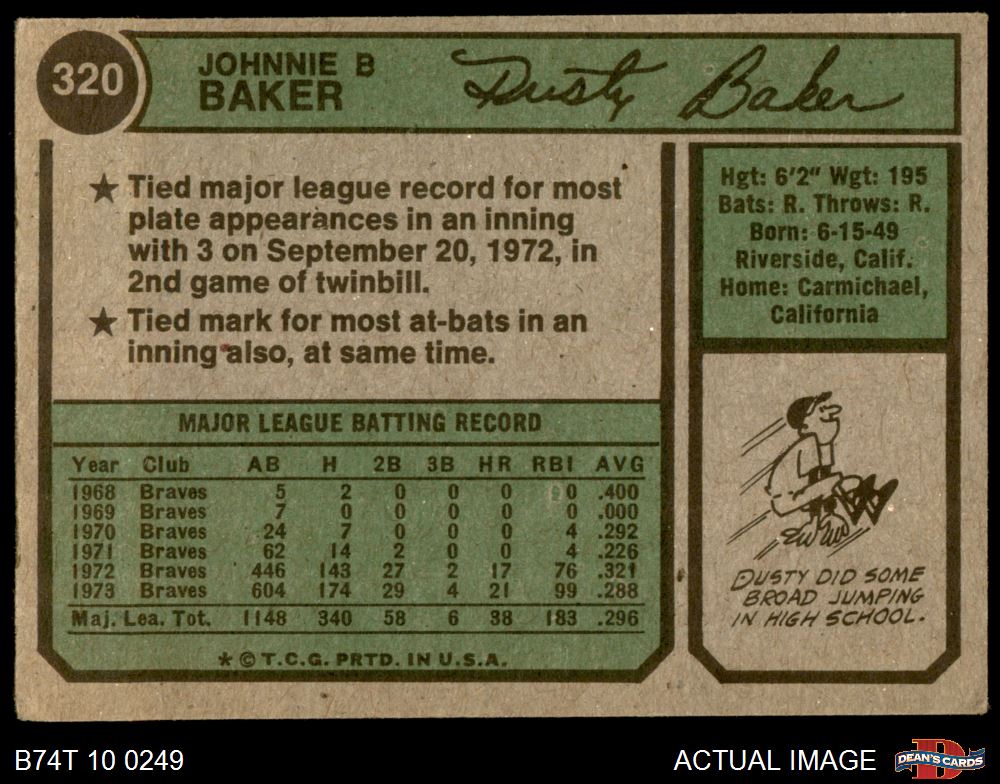 320
JOHNNIE B
BAKER
Dusty Baker
★ Tied major league record for most
plate appearances in an inning
with 3 on September 20, 1972, in
2nd game of twinbill.
★ Tied mark for most at-bats in an
inning also, at same time.
MAJOR LEAGUE BATTING RECORD
Year Club AB H 2B 3B HR RBI AVG
1968 Braves 5 2 0 0 0 0 .400
1969 Braves 7 0 0 0 0 0 .000
1970 Braves 24 7 0 0 0 4 .292
1971 Braves 62 14 2 0 0 4 .226
1972 Braves 446 143 27 2 17 76 .321
1973 Braves 604 174 29 4 21 99 .288
Maj. Lea. Tot. 1148 340 58 6 38 183 .296
* © T.C.G. PRTD. IN U.S.A.
Hgt: 6'2" Wgt: 195
Bats: R. Throws: R.
Born: 6-15-49
Riverside, Calif.
Home: Carmichael,
California
DUSTY DID SOME
BROAD JUMPING
IN HIGH SCHOOL.
B74T 10 0249
ACTUAL IMAGE
D
DEAN'S CARDS